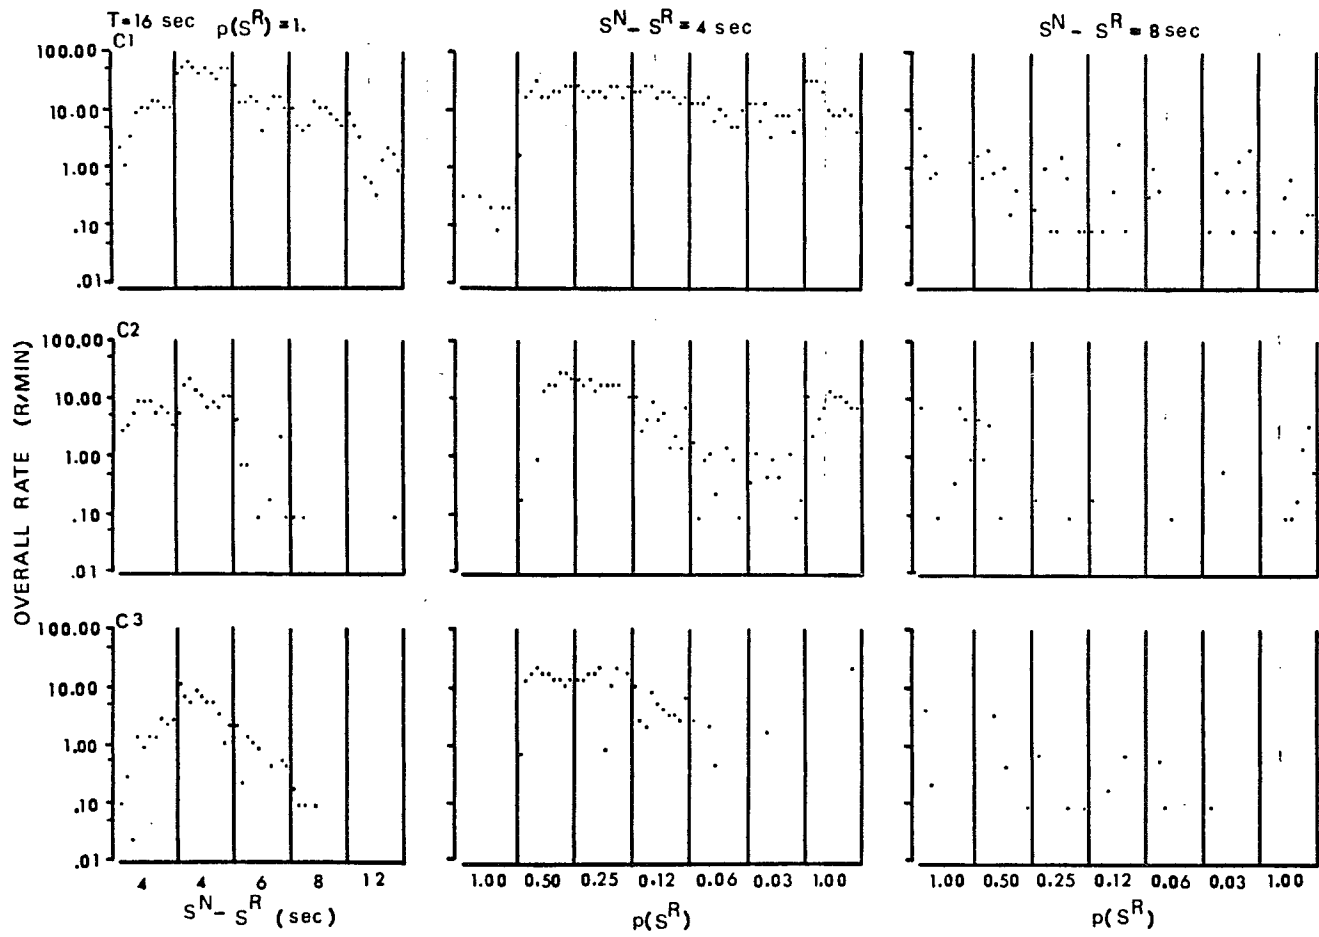 T=16 sec p(S^R)=1.
S^N- S^R = 4 sec
S^N - S^R = 8 sec
C1
100.00
10.00
1.00
.10
.01
C2
100.00
10.00
1.00
.10
.01
C3
100.00
10.00
1.00
.10
.01
OVERALL RATE (R/MIN)
4 4 6 8 12
S^N- S^R (sec)
1.00 0.50 0.25 0.12 0.06 0.03 1.00
p(S^R)
1.00 0.50 0.25 0.12 0.06 0.03 1.00
p(S^R)